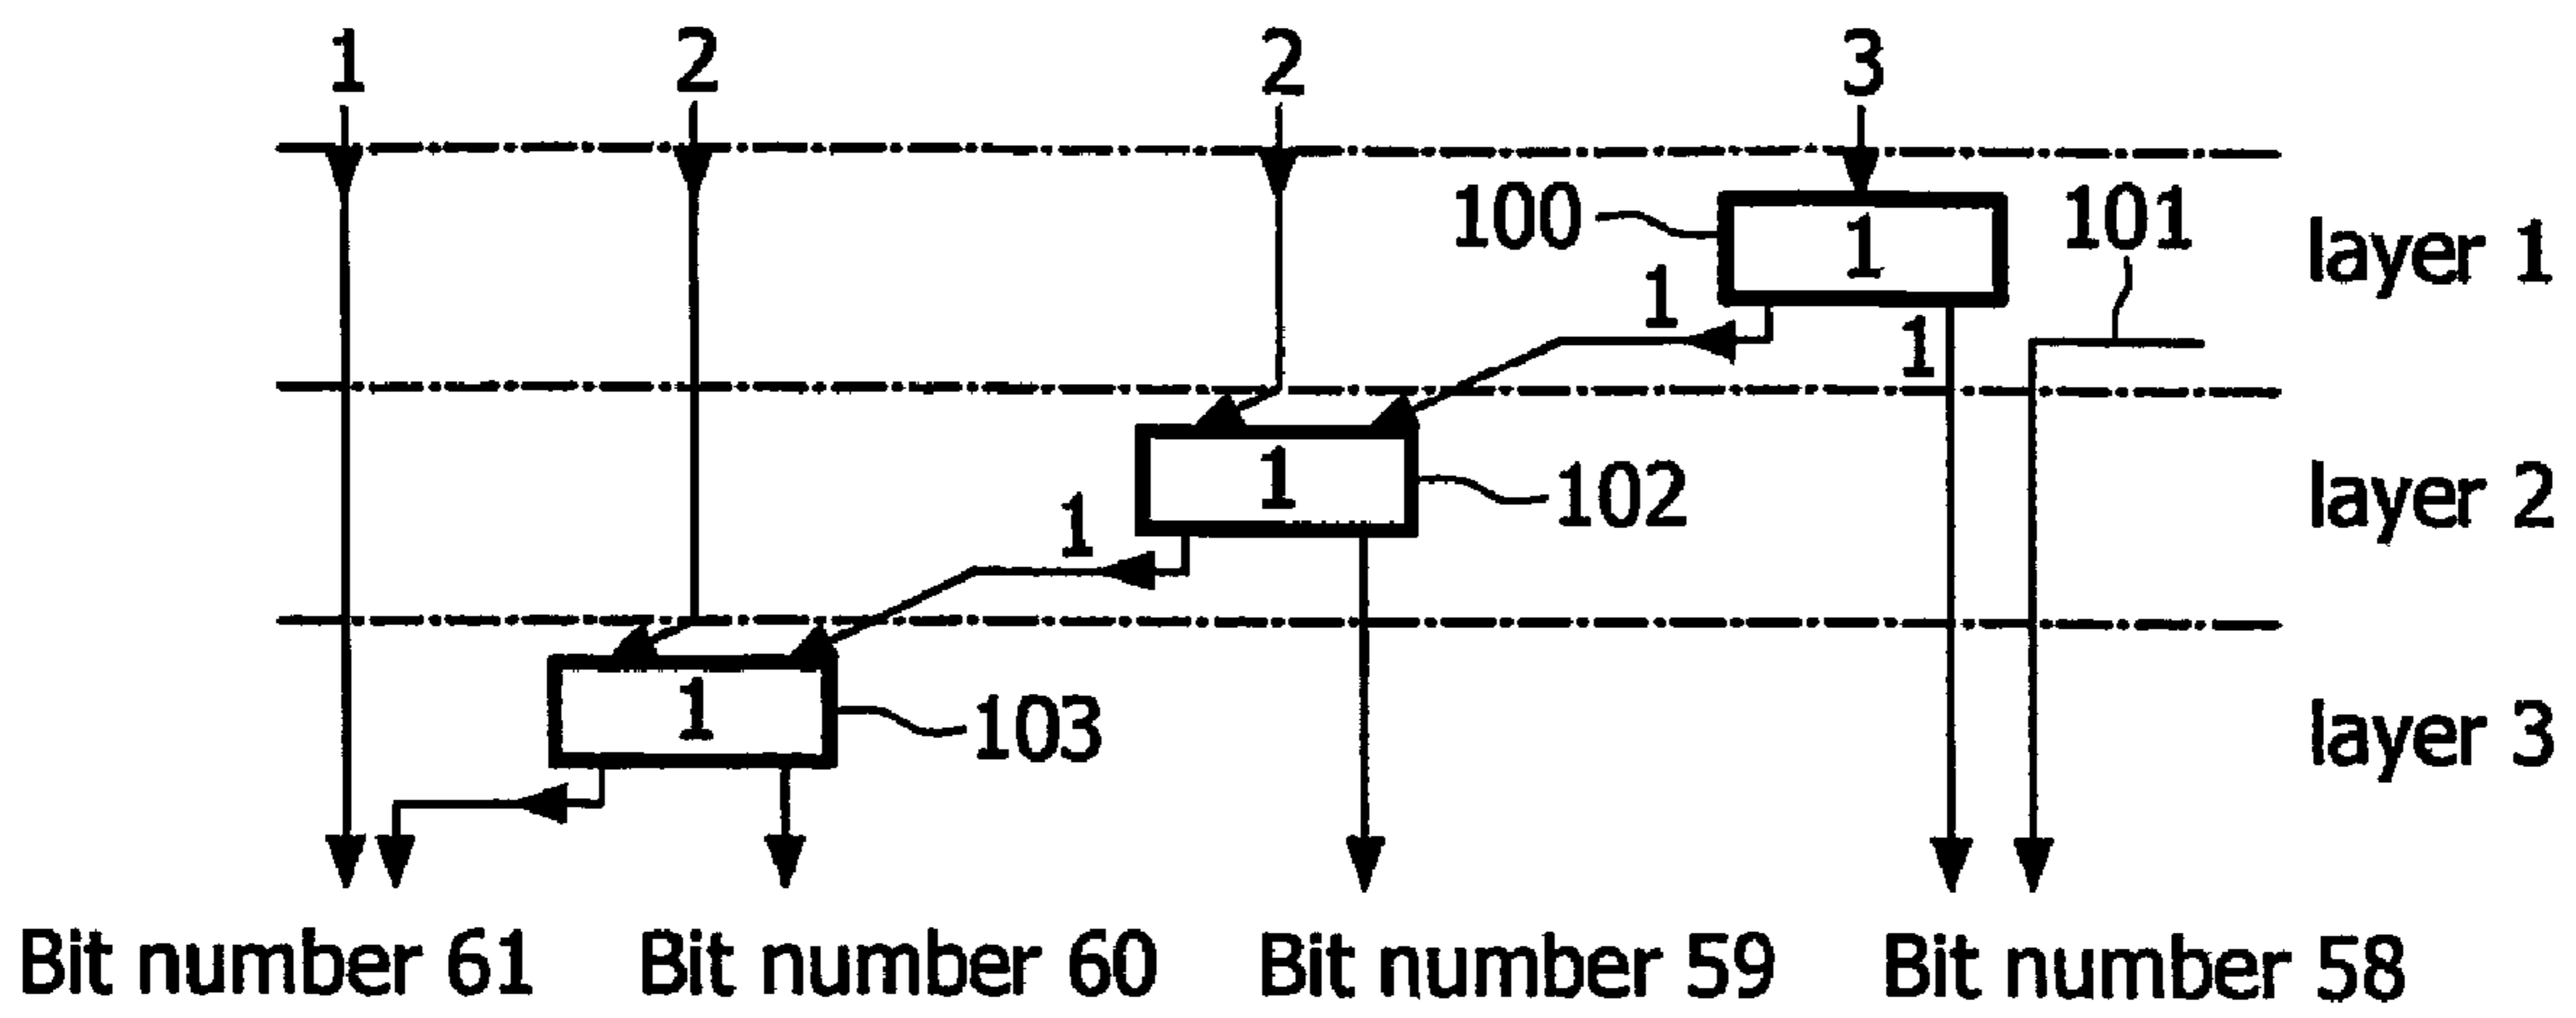 1 2 2 3
100 1 101 layer 1
1 1
1 102 layer 2
1
1 103 layer 3
Bit number 61 Bit number 60 Bit number 59 Bit number 58